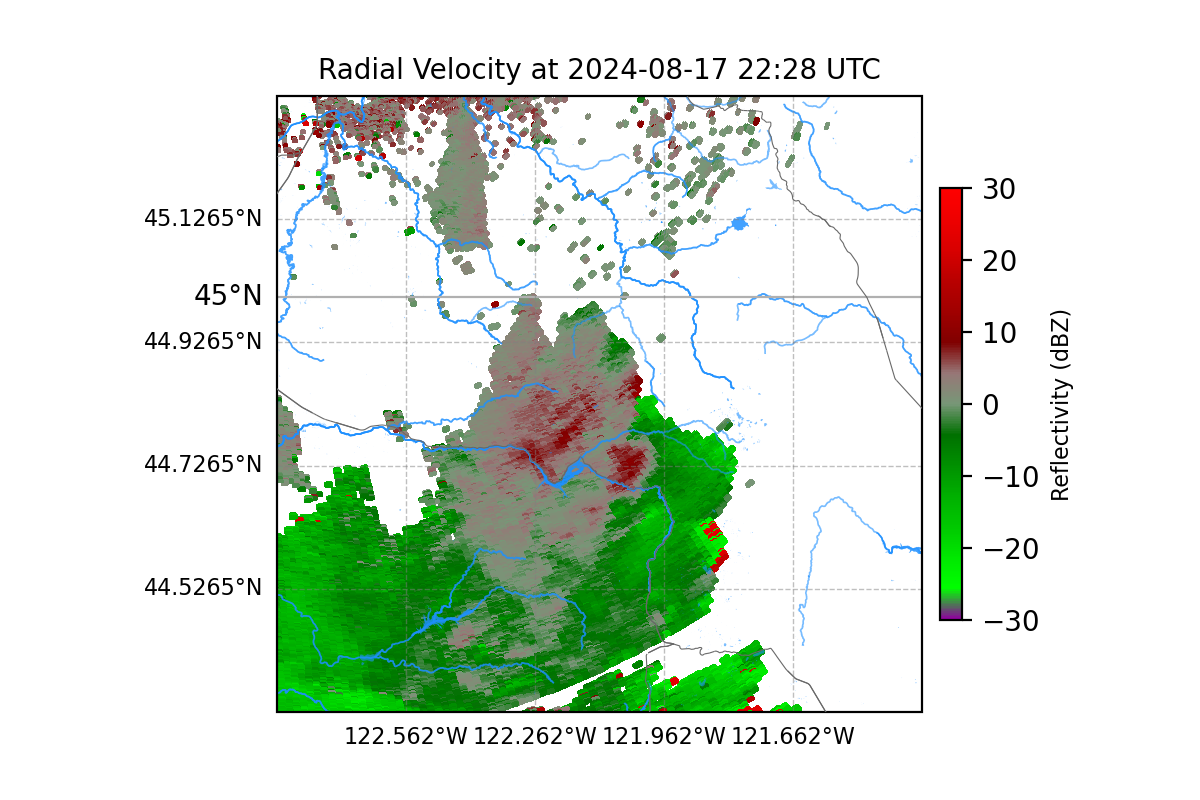 Radial Velocity at 2024-08-17 22:28 UTC
45.1265°N
45°N
44.9265°N
44.7265°N
44.5265°N
122.562°W 122.262°W 121.962°W 121.662°W
30
20
10
0
−10
−20
−30
Reflectivity (dBZ)